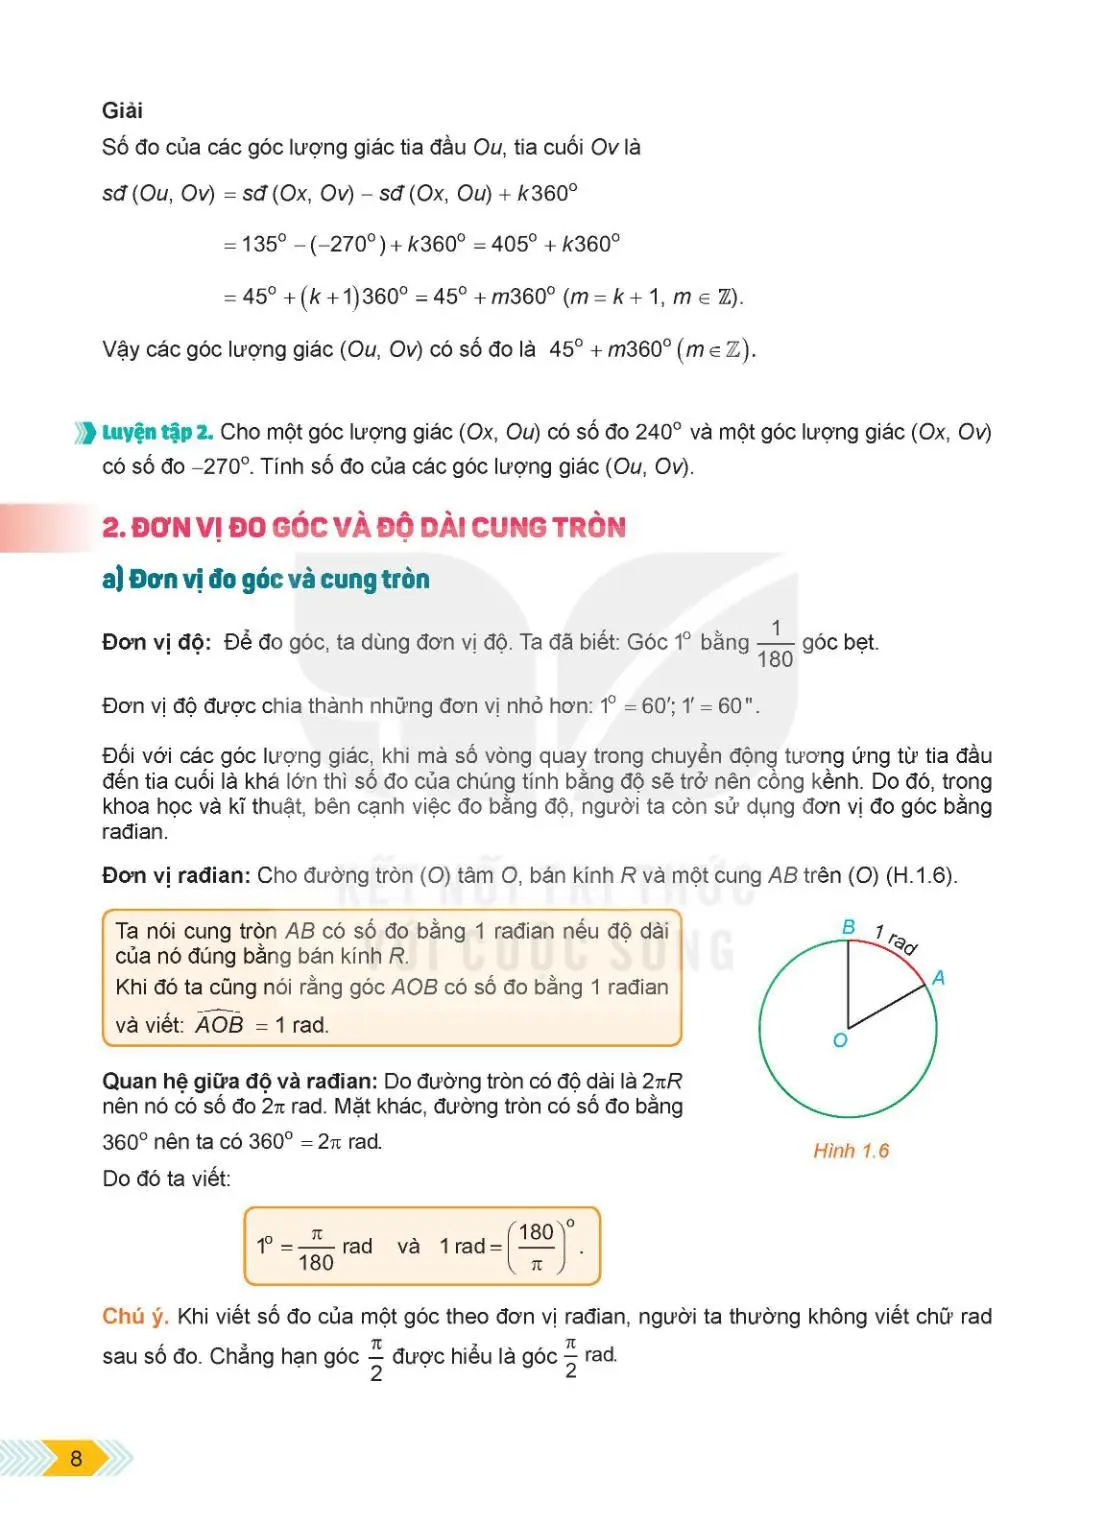 Giải
Số đo của các góc lượng giác tia đầu Ou, tia cuối Ov là
sđ (Ou, Ov) = sđ (Ox, Ov) – sđ (Ox, Ou) + k360°
= 135° – (–270°) + k360° = 405° + k360°
= 45° + (k + 1)360° = 45° + m360° (m = k + 1, m ∈ ℤ).
Vậy các góc lượng giác (Ou, Ov) có số đo là 45° + m360° (m ∈ ℤ).
Luyện tập 2. Cho một góc lượng giác (Ox, Ou) có số đo 240° và một góc lượng giác (Ox, Ov)
có số đo –270°. Tính số đo của các góc lượng giác (Ou, Ov).
2. ĐƠN VỊ ĐO GÓC VÀ ĐỘ DÀI CUNG TRÒN
a) Đơn vị đo góc và cung tròn
Đơn vị độ: Để đo góc, ta dùng đơn vị độ. Ta đã biết: Góc 1° bằng 1/180 góc bẹt.
Đơn vị độ được chia thành những đơn vị nhỏ hơn: 1° = 60′; 1′ = 60".
Đối với các góc lượng giác, khi mà số vòng quay trong chuyển động tương ứng từ tia đầu
đến tia cuối là khá lớn thì số đo của chúng tính bằng độ sẽ trở nên cồng kềnh. Do đó, trong
khoa học và kĩ thuật, bên cạnh việc đo bằng độ, người ta còn sử dụng đơn vị đo góc bằng
rađian.
Đơn vị rađian: Cho đường tròn (O) tâm O, bán kính R và một cung AB trên (O) (H.1.6).
KẾT NỐI TRI THỨC
VỚI CUỘC SỐNG
Ta nói cung tròn AB có số đo bằng 1 rađian nếu độ dài
của nó đúng bằng bán kính R.
Khi đó ta cũng nói rằng góc AOB có số đo bằng 1 rađian
và viết: AOB = 1 rad.
B 1 rad
A
O
Hình 1.6
Quan hệ giữa độ và rađian: Do đường tròn có độ dài là 2πR
nên nó có số đo 2π rad. Mặt khác, đường tròn có số đo bằng
360° nên ta có 360° = 2π rad.
Do đó ta viết:
1° = π/180 rad và 1 rad = (180/π)°.
Chú ý. Khi viết số đo của một góc theo đơn vị rađian, người ta thường không viết chữ rad
sau số đo. Chẳng hạn góc π/2 được hiểu là góc π/2 rad.
8